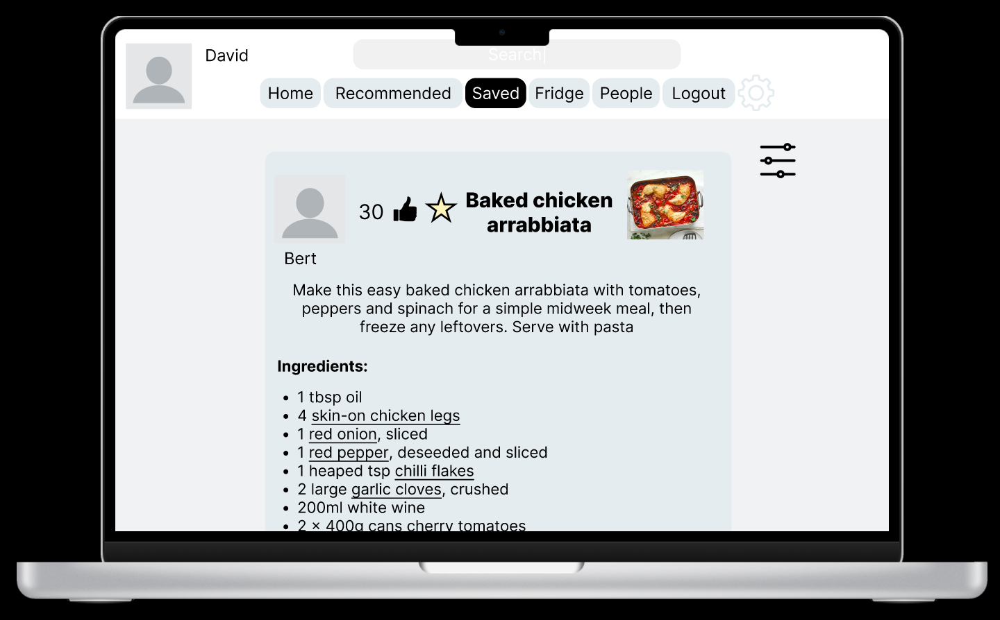 David
Search
Home Recommended Saved Fridge People Logout
30
Baked chicken
arrabbiata
Bert
Make this easy baked chicken arrabbiata with tomatoes,
peppers and spinach for a simple midweek meal, then
freeze any leftovers. Serve with pasta
Ingredients:
• 1 tbsp oil
• 4 skin-on chicken legs
• 1 red onion, sliced
• 1 red pepper, deseeded and sliced
• 1 heaped tsp chilli flakes
• 2 large garlic cloves, crushed
• 200ml white wine
• 2 × 400g cans cherry tomatoes